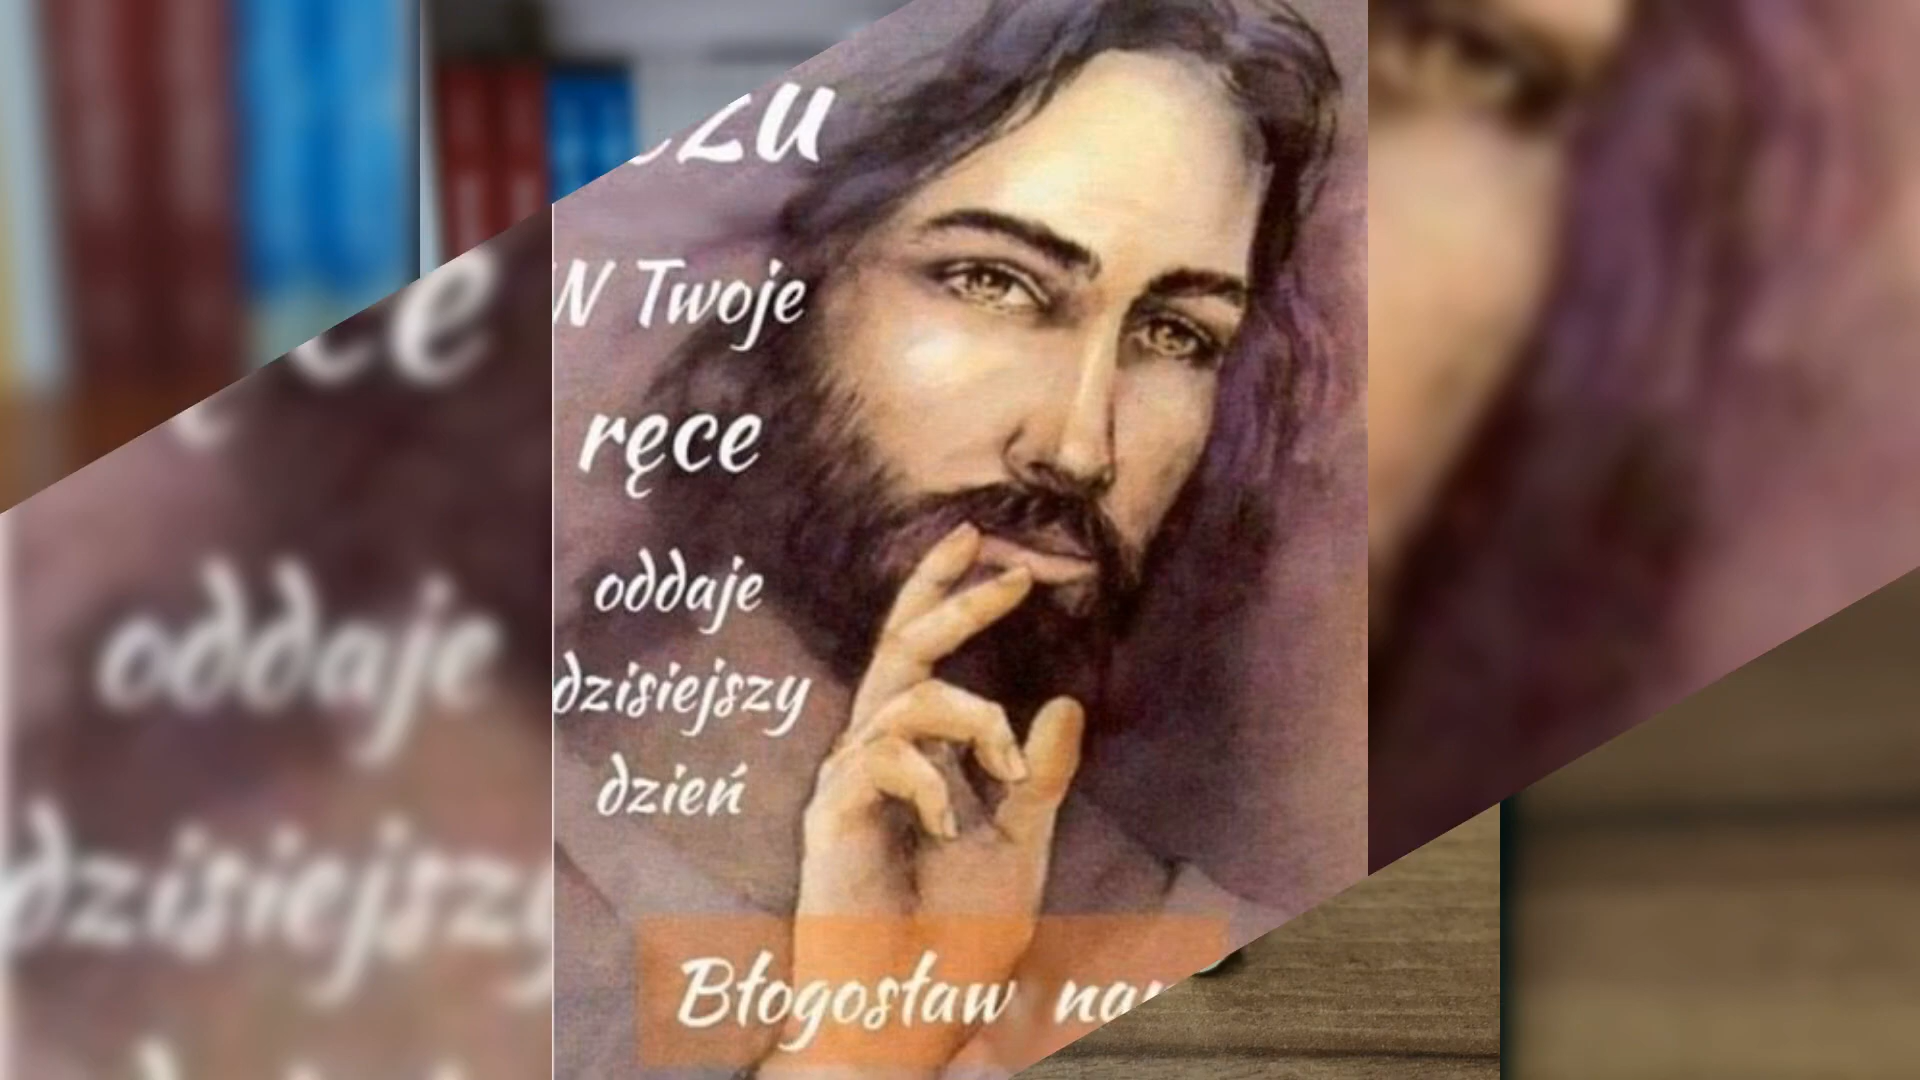 W Twoje
ręce
oddaje
dzisiejszy
dzień
Błogosław